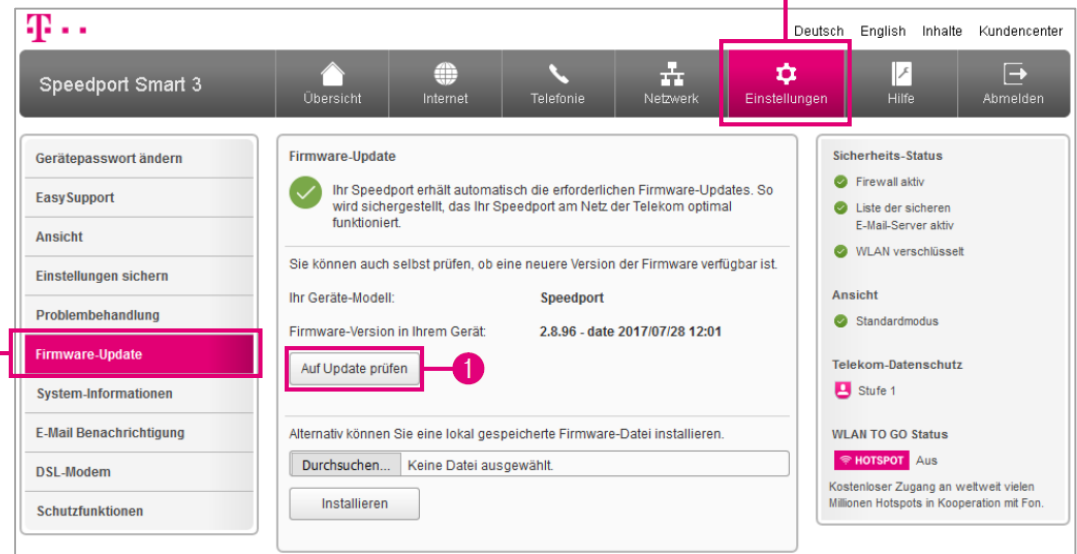 T
Deutsch English Inhalte Kundencenter
Speedport Smart 3
Übersicht Internet Telefonie Netzwerk Einstellungen Hilfe Abmelden
Gerätepasswort ändern
EasySupport
Ansicht
Einstellungen sichern
Problembehandlung
Firmware-Update
System-Informationen
E-Mail Benachrichtigung
DSL-Modem
Schutzfunktionen
Firmware-Update
Ihr Speedport erhält automatisch die erforderlichen Firmware-Updates. So
wird sichergestellt, das Ihr Speedport am Netz der Telekom optimal
funktioniert.
Sie können auch selbst prüfen, ob eine neuere Version der Firmware verfügbar ist.
Ihr Geräte-Modell: Speedport
Firmware-Version in Ihrem Gerät: 2.8.96 - date 2017/07/28 12:01
Auf Update prüfen 1
Alternativ können Sie eine lokal gespeicherte Firmware-Datei installieren.
Durchsuchen... Keine Datei ausgewählt.
Installieren
Sicherheits-Status
Firewall aktiv
Liste der sicheren
E-Mail-Server aktiv
WLAN verschlüsselt
Ansicht
Standardmodus
Telekom-Datenschutz
Stufe 1
WLAN TO GO Status
HOTSPOT Aus
Kostenloser Zugang an weltweit vielen
Millionen Hotspots in Kooperation mit Fon.